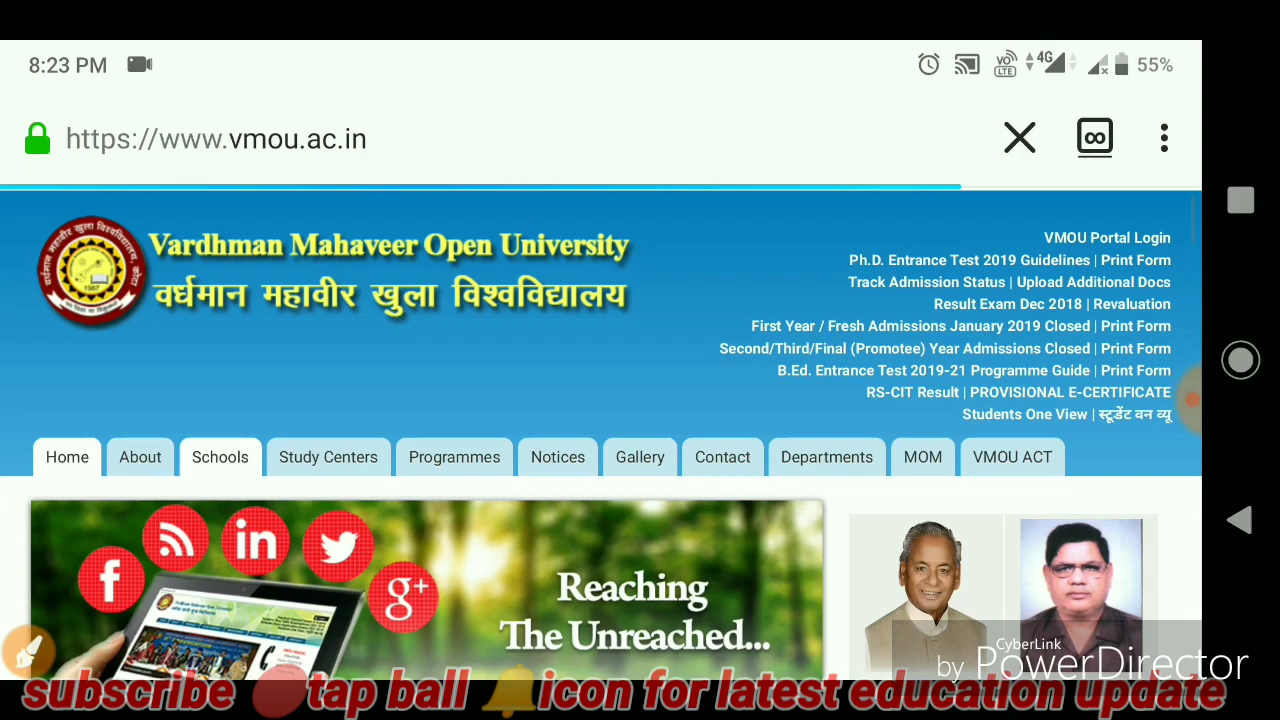 8:23 PM
VO LTE 4G 55%
https://www.vmou.ac.in
Vardhman Mahaveer Open University
वर्धमान महावीर खुला विश्वविद्यालय
1987
VMOU Portal Login
Ph.D. Entrance Test 2019 Guidelines | Print Form
Track Admission Status | Upload Additional Docs
Result Exam Dec 2018 | Revaluation
First Year / Fresh Admissions January 2019 Closed | Print Form
Second/Third/Final (Promotee) Year Admissions Closed | Print Form
B.Ed. Entrance Test 2019-21 Programme Guide | Print Form
RS-CIT Result | PROVISIONAL E-CERTIFICATE
Students One View | स्टूडेंट वन व्यू
Home About Schools Study Centers Programmes Notices Gallery Contact Departments MOM VMOU ACT
f in g+
Reaching
The Unreached...
CyberLink
by PowerDirector
subscribe 🔴tap ball 🔔icon for latest education update